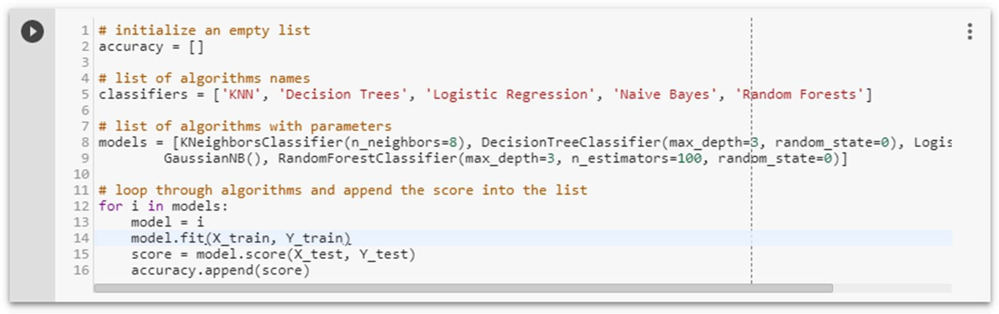 1 # initialize an empty list
2 accuracy = []
3
4 # list of algorithms names
5 classifiers = ['KNN', 'Decision Trees', 'Logistic Regression', 'Naive Bayes', 'Random Forests']
6
7 # list of algorithms with parameters
8 models = [KNeighborsClassifier(n_neighbors=8), DecisionTreeClassifier(max_depth=3, random_state=0), Logis
9         GaussianNB(), RandomForestClassifier(max_depth=3, n_estimators=100, random_state=0)]
10
11 # loop through algorithms and append the score into the list
12 for i in models:
13     model = i
14     model.fit(X_train, Y_train)
15     score = model.score(X_test, Y_test)
16     accuracy.append(score)